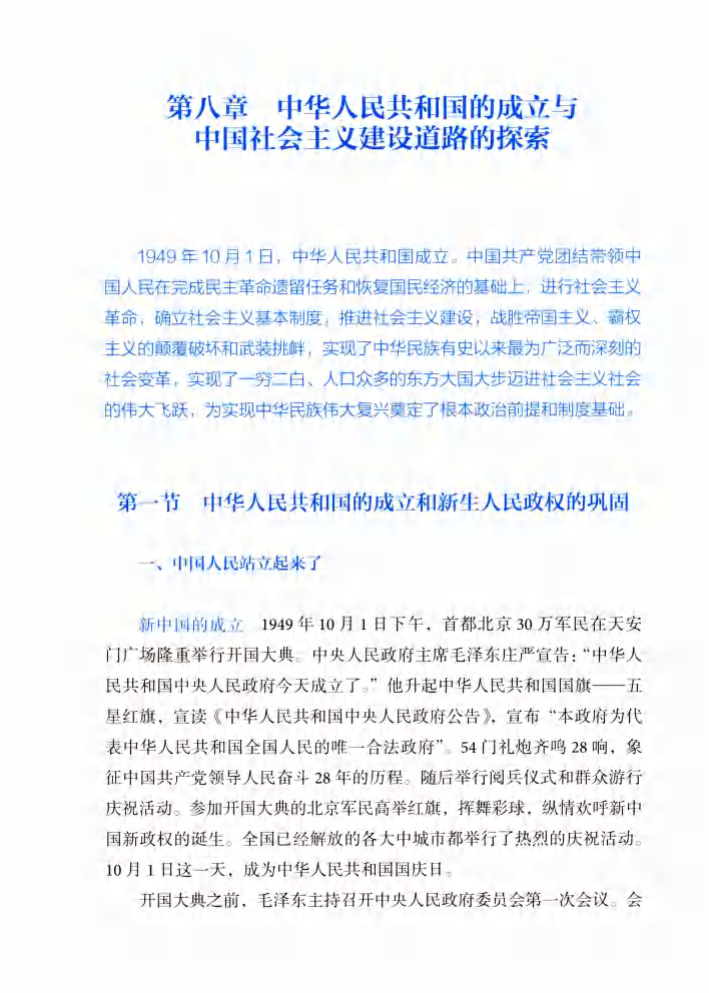 第八章　中华人民共和国的成立与
中国社会主义建设道路的探索
1949 年 10 月 1 日，中华人民共和国成立。中国共产党团结带领中
国人民在完成民主革命遗留任务和恢复国民经济的基础上，进行社会主义
革命，确立社会主义基本制度，推进社会主义建设，战胜帝国主义、霸权
主义的颠覆破坏和武装挑衅，实现了中华民族有史以来最为广泛而深刻的
社会变革，实现了一穷二白、人口众多的东方大国大步迈进社会主义社会
的伟大飞跃，为实现中华民族伟大复兴奠定了根本政治前提和制度基础。
第一节　中华人民共和国的成立和新生人民政权的巩固
一、中国人民站立起来了
新中国的成立　1949 年 10 月 1 日下午，首都北京 30 万军民在天安
门广场隆重举行开国大典。中央人民政府主席毛泽东庄严宣告：“中华人
民共和国中央人民政府今天成立了。”他升起中华人民共和国国旗——五
星红旗，宣读《中华人民共和国中央人民政府公告》，宣布“本政府为代
表中华人民共和国全国人民的唯一合法政府”。54 门礼炮齐鸣 28 响，象
征中国共产党领导人民奋斗 28 年的历程。随后举行阅兵仪式和群众游行
庆祝活动。参加开国大典的北京军民高举红旗，挥舞彩球，纵情欢呼新中
国新政权的诞生。全国已经解放的各大中城市都举行了热烈的庆祝活动。
10 月 1 日这一天，成为中华人民共和国国庆日。
开国大典之前，毛泽东主持召开中央人民政府委员会第一次会议。会